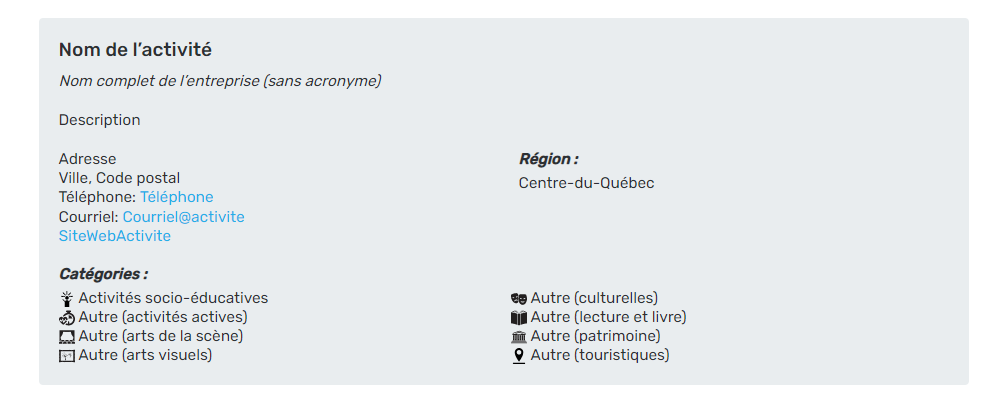 Nom de l'activité
Nom complet de l'entreprise (sans acronyme)
Description
Adresse
Ville, Code postal
Téléphone: Téléphone
Courriel: Courriel@activite
SiteWebActivite
Région :
Centre-du-Québec
Catégories :
Activités socio-éducatives
Autre (activités actives)
Autre (arts de la scène)
Autre (arts visuels)
Autre (culturelles)
Autre (lecture et livre)
Autre (patrimoine)
Autre (touristiques)